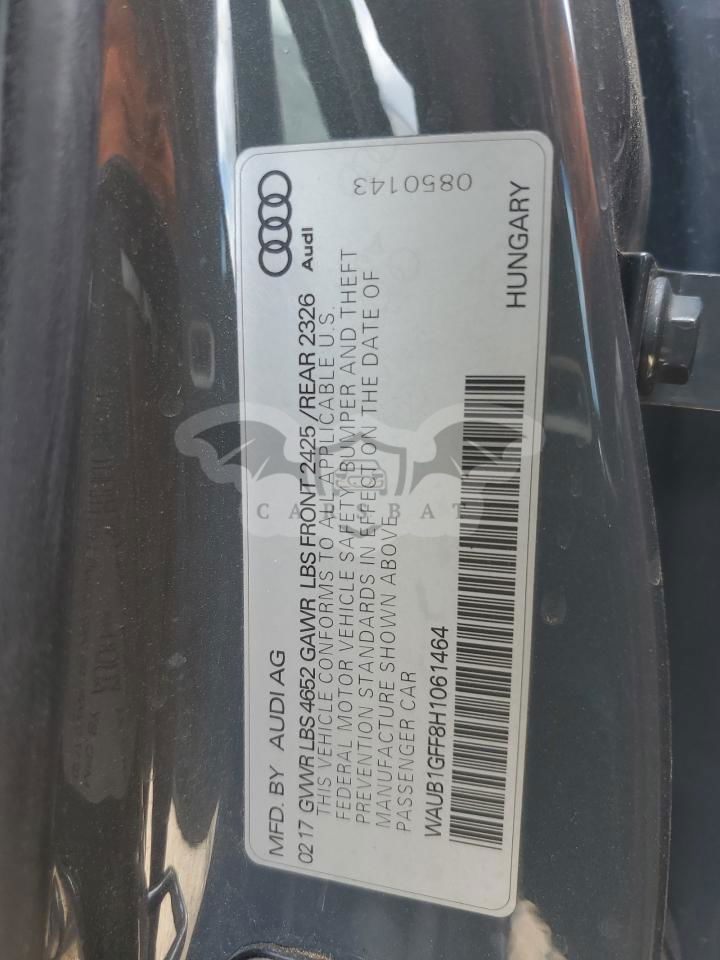 0850143
Audi
MFD. BY AUDI AG
02 17 GVWR LBS 4652 GAWR LBS FRONT 2425 /REAR 2326
THIS VEHICLE CONFORMS TO ALL APPLICABLE U.S.
FEDERAL MOTOR VEHICLE SAFETY, BUMPER AND THEFT
PREVENTION STANDARDS IN EFFECT ON THE DATE OF
MANUFACTURE SHOWN ABOVE.
PASSENGER CAR
WAUB1GFF8H1061464
HUNGARY
CARSBAT